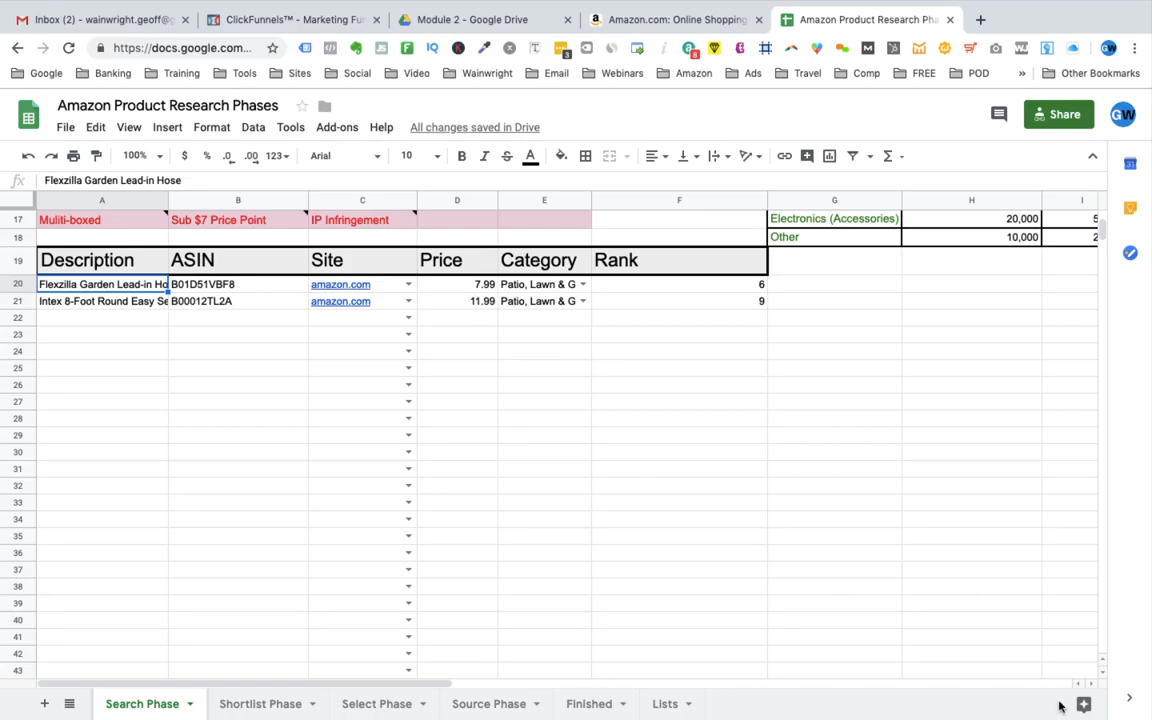 Inbox (2) - wainwright.geoff@g
ClickFunnels™ - Marketing Fu
Module 2 - Google Drive
Amazon.com: Online Shopping
Amazon Product Research Pha
https://docs.google.com...
Google
Banking
Training
Tools
Sites
Social
Video
Wainwright
Email
Webinars
Amazon
Ads
Travel
Comp
FREE
POD
»
Other Bookmarks
Amazon Product Research Phases
File Edit View Insert Format Data Tools Add-ons Help All changes saved in Drive
Share
GW
100% $ % .0 .00 123 Arial 10 B I S A
fx Flexzilla Garden Lead-in Hose
A B C D E F G H I
17 Muliti-boxed Sub $7 Price Point IP Infringement Electronics (Accessories) 20,000 5
18 Other 10,000 2
19 Description ASIN Site Price Category Rank
20 Flexzilla Garden Lead-in Ho B01D51VBF8 amazon.com 7.99 Patio, Lawn & G 6
21 Intex 8-Foot Round Easy Se B00012TL2A amazon.com 11.99 Patio, Lawn & G 9
22
23
24
25
26
27
28
29
30
31
32
33
34
35
36
37
38
39
40
41
42
43
Search Phase
Shortlist Phase
Select Phase
Source Phase
Finished
Lists